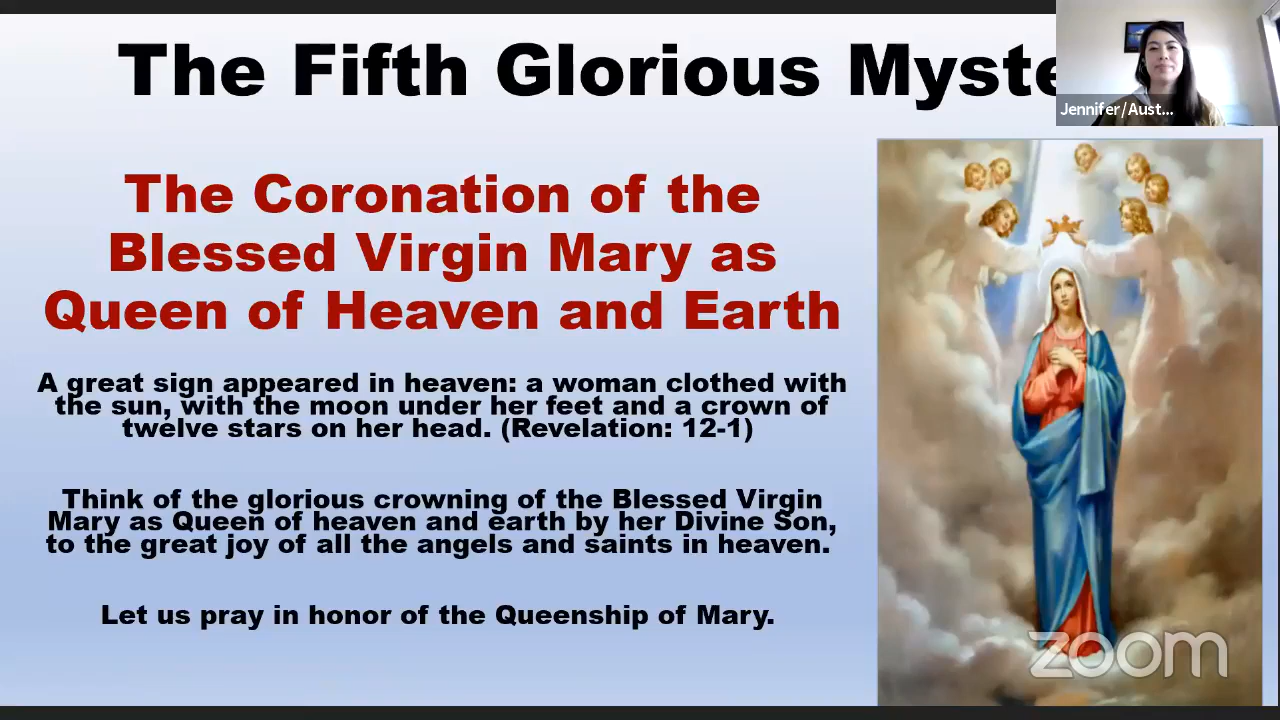 The Fifth Glorious Myste
Jennifer/Aust...
The Coronation of the
Blessed Virgin Mary as
Queen of Heaven and Earth
A great sign appeared in heaven: a woman clothed with
the sun, with the moon under her feet and a crown of
twelve stars on her head. (Revelation: 12-1)
Think of the glorious crowning of the Blessed Virgin
Mary as Queen of heaven and earth by her Divine Son,
to the great joy of all the angels and saints in heaven.
Let us pray in honor of the Queenship of Mary.
zoom